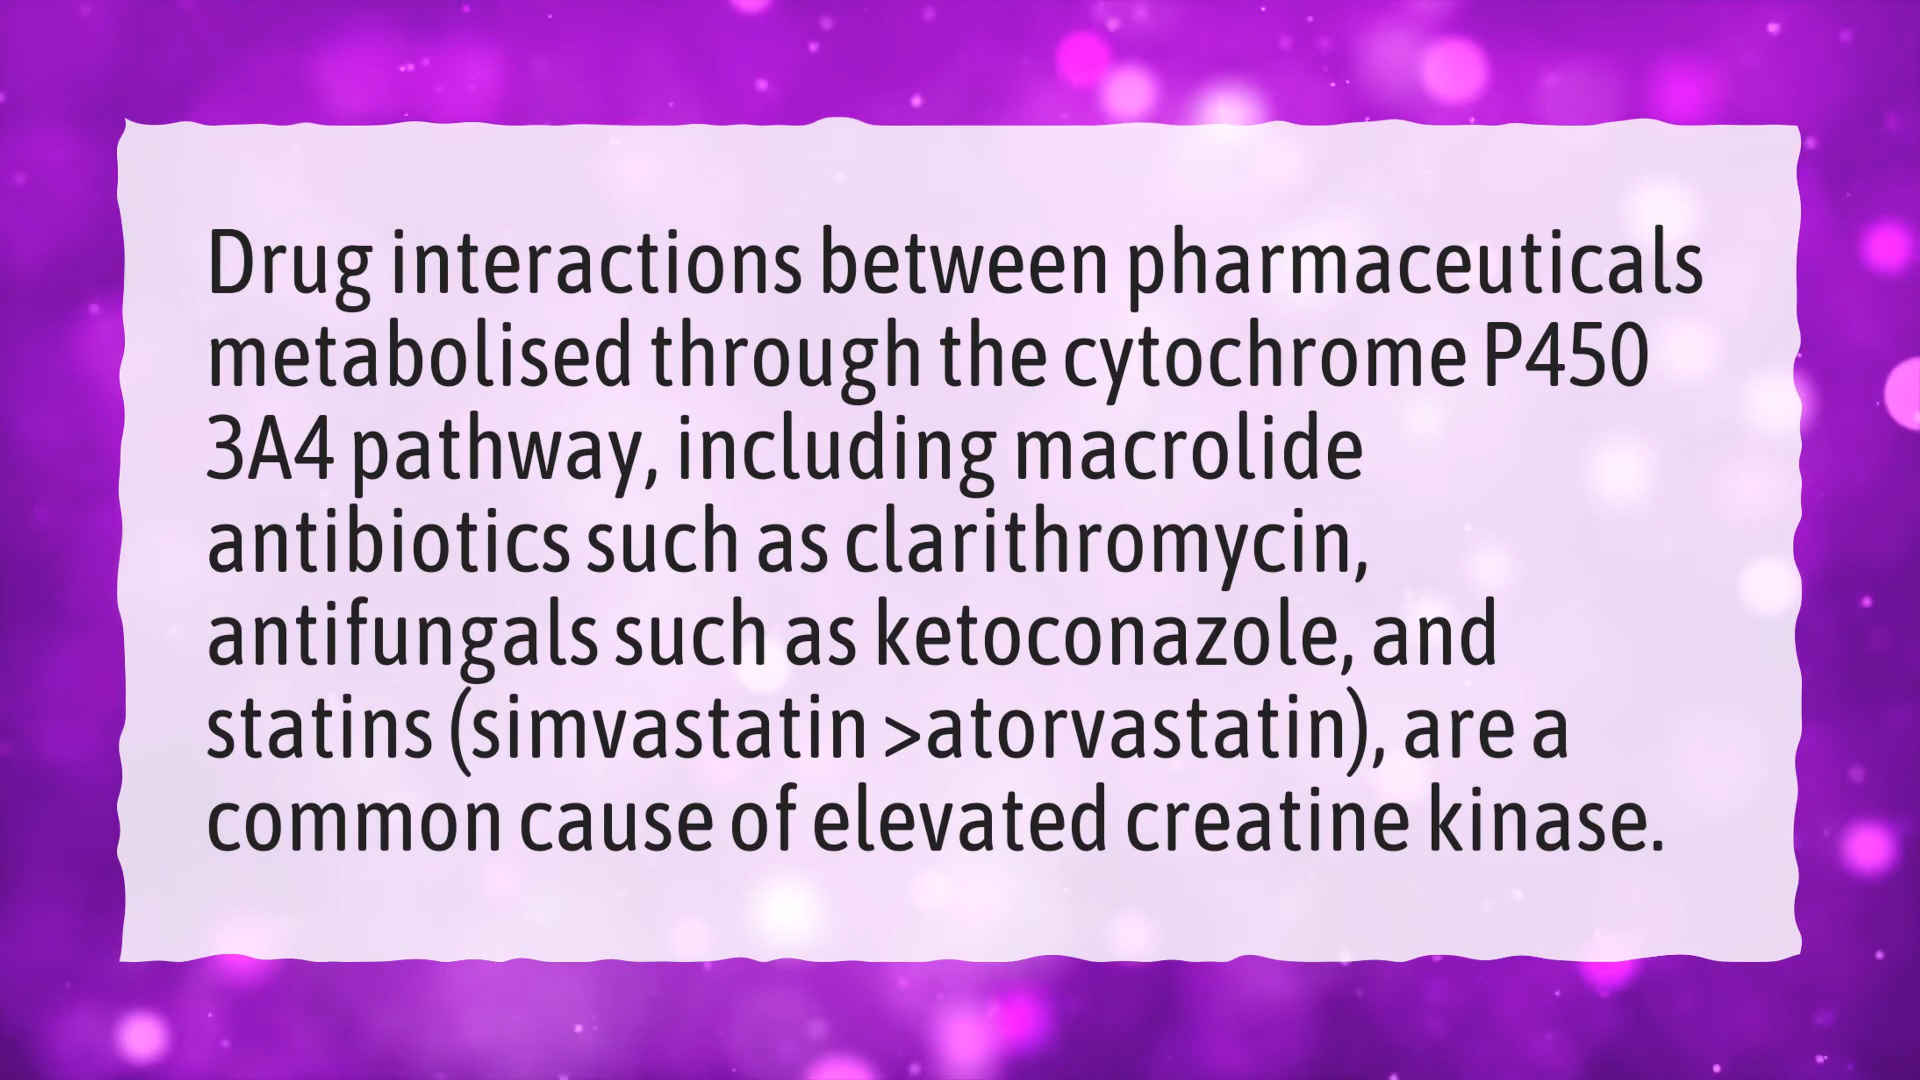 Drug interactions between pharmaceuticals
metabolised through the cytochrome P450
3A4 pathway, including macrolide
antibiotics such as clarithromycin,
antifungals such as ketoconazole, and
statins (simvastatin >atorvastatin), are a
common cause of elevated creatine kinase.